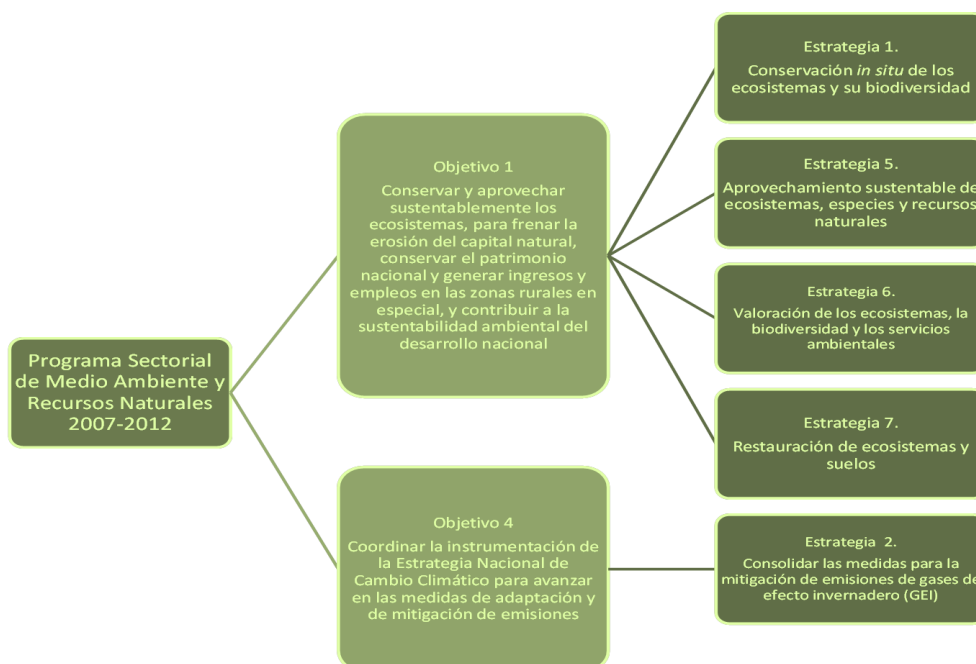 Programa Sectorial
de Medio Ambiente y
Recursos Naturales
2007-2012
Objetivo 1
Conservar y aprovechar
sustentablemente los
ecosistemas, para frenar la
erosión del capital natural,
conservar el patrimonio
nacional y generar ingresos y
empleos en las zonas rurales en
especial, y contribuir a la
sustentabilidad ambiental del
desarrollo nacional
Estrategia 1.
Conservación in situ de los
ecosistemas y su biodiversidad
Estrategia 5.
Aprovechamiento sustentable de
ecosistemas, especies y recursos
naturales
Estrategia 6.
Valoración de los ecosistemas, la
biodiversidad y los servicios
ambientales
Estrategia 7.
Restauración de ecosistemas y
suelos
Objetivo 4
Coordinar la instrumentación de
la Estrategia Nacional de
Cambio Climático para avanzar
en las medidas de adaptación y
de mitigación de emisiones
Estrategia 2.
Consolidar las medidas para la
mitigación de emisiones de gases de
efecto invernadero (GEI)